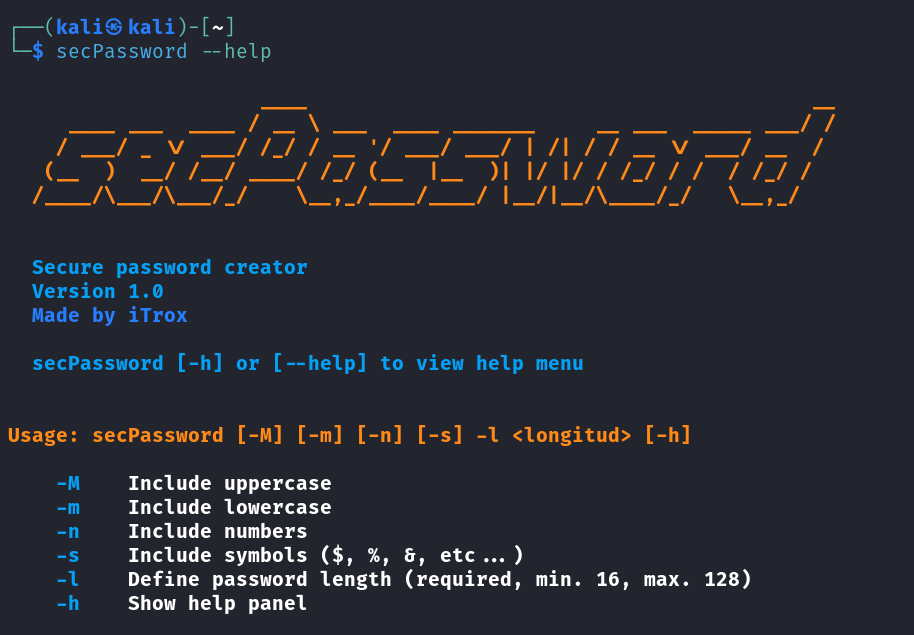 ┌──(kali㉿kali)-[~]
└─$ secPassword --help
secPassword
Secure password creator
Version 1.0
Made by iTrox
secPassword [-h] or [--help] to view help menu
Usage: secPassword [-M] [-m] [-n] [-s] -l <longitud> [-h]
-M    Include uppercase
-m    Include lowercase
-n    Include numbers
-s    Include symbols ($, %, &, etc...)
-l    Define password length (required, min. 16, max. 128)
-h    Show help panel